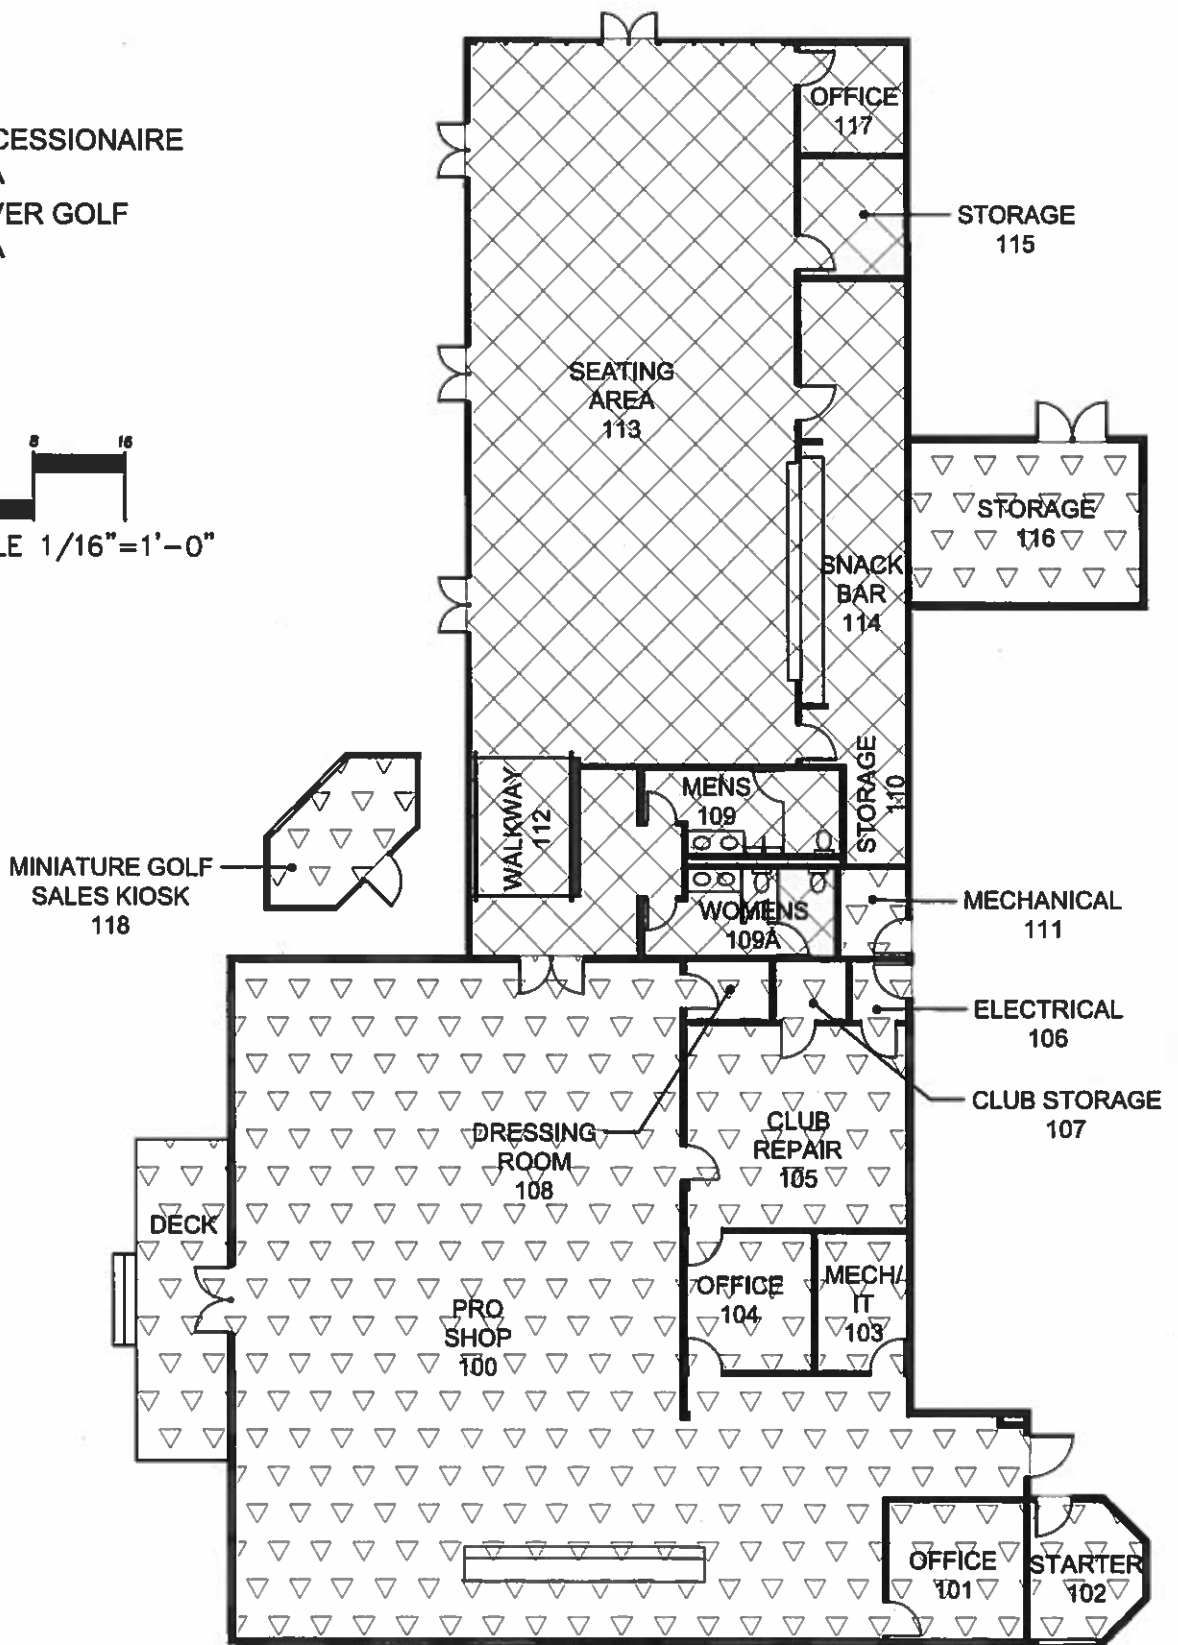 CESSIONAIRE
A
VER GOLF
A
8 16
LE 1/16"=1'-0"
OFFICE
117
STORAGE
115
SEATING
AREA
113
STORAGE
116
SNACK
BAR
114
STORAGE
110
WALKWAY
112
MENS
109
MINIATURE GOLF
SALES KIOSK
118
WOMENS
109A
MECHANICAL
111
ELECTRICAL
106
CLUB STORAGE
107
DRESSING
ROOM
108
CLUB
REPAIR
105
DECK
OFFICE
104
MECH/
IT
103
PRO
SHOP
100
OFFICE
101
STARTER
102